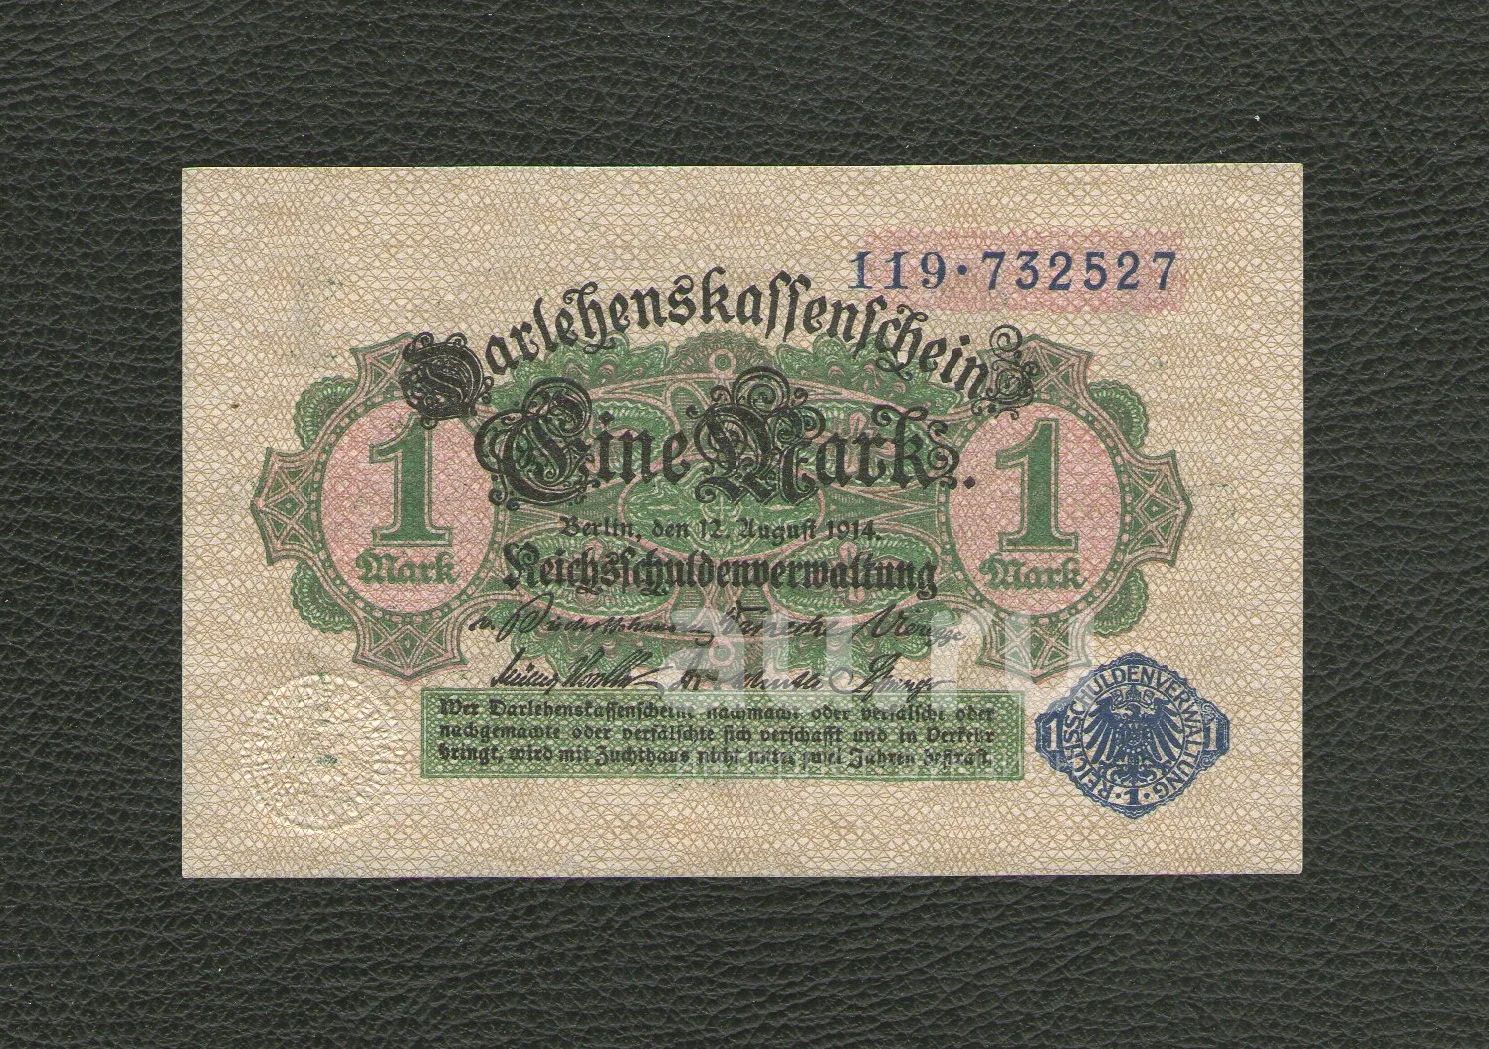 119·732527
Darlehenskassenschein
Eine Mark.
1 Mark
1 Mark
Berlin, den 12. August 1914.
Reichsschuldenverwaltung
Wer Darlehenskassenscheine nachmacht oder verfälscht oder
nachgemachte oder verfälschte sich verschafft und in Verkehr
bringt, wird mit Zuchthaus nicht unter zwei Jahren bestraft.
REICHSSCHULDENVERWALTUNG
1 1
·1·
au.ru